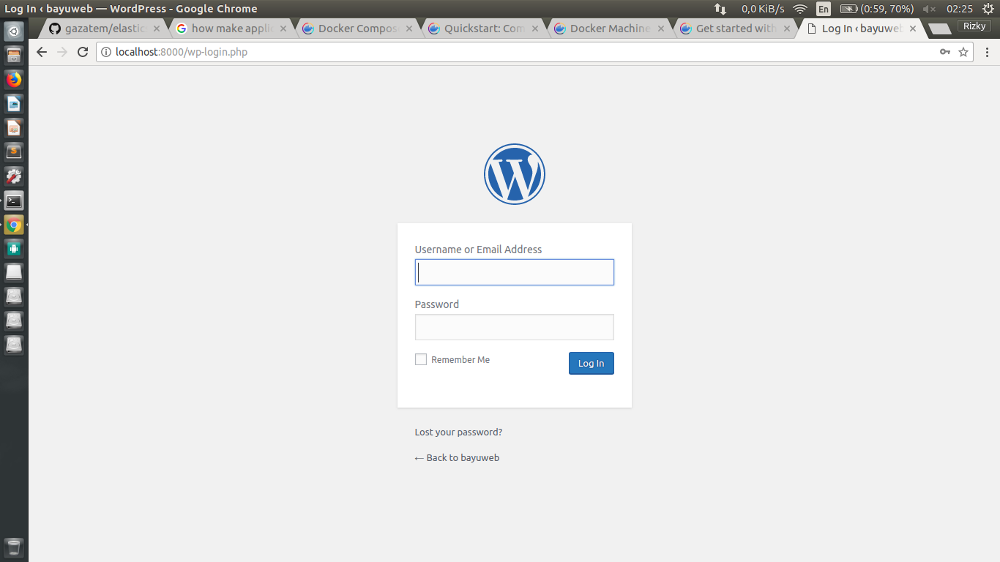 Log In ‹ bayuweb — WordPress - Google Chrome 0,0 KiB/s En (0:59, 70%) 02:25
gazatem/elastic how make applic Docker Compos Quickstart: Com Docker Machine Get started with Log In ‹ bayuweb Rizky
localhost:8000/wp-login.php
Username or Email Address
Password
Remember Me Log In
Lost your password?
← Back to bayuweb